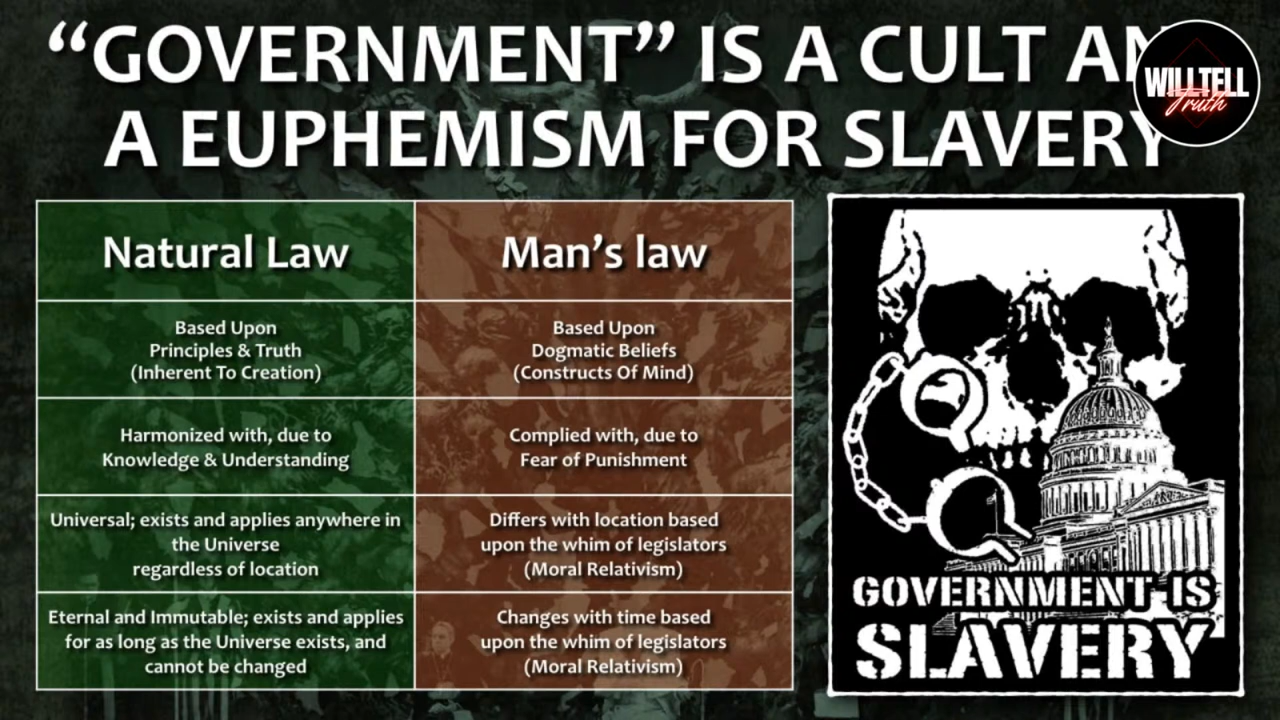 “GOVERNMENT” IS A CULT AN
A EUPHEMISM FOR SLAVERY
WILLTELL
Truth
Natural Law
Man’s law
Based Upon
Principles & Truth
(Inherent To Creation)
Based Upon
Dogmatic Beliefs
(Constructs Of Mind)
Harmonized with, due to
Knowledge & Understanding
Complied with, due to
Fear of Punishment
Universal; exists and applies anywhere in
the Universe
regardless of location
Differs with location based
upon the whim of legislators
(Moral Relativism)
Eternal and Immutable; exists and applies
for as long as the Universe exists, and
cannot be changed
Changes with time based
upon the whim of legislators
(Moral Relativism)
GOVERNMENT IS
SLAVERY